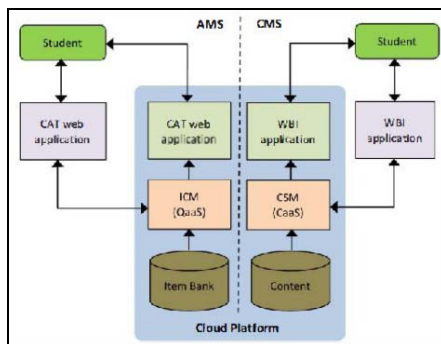 AMS CMS
Student
Student
CAT web
application
CAT web
application
WBI
application
WBI
application
ICM
(QaaS)
CSM
(CaaS)
Item Bank
Content
Cloud Platform